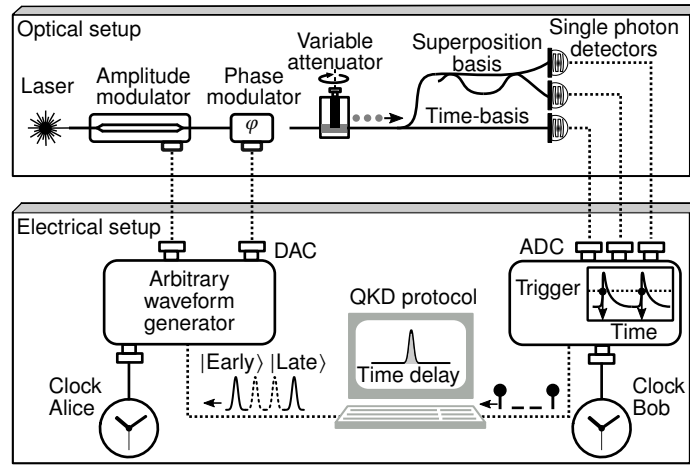 Optical setup
Laser
Amplitude
modulator
Phase
modulator
φ
Variable
attenuator
Superposition
basis
Time-basis
Single photon
detectors
Electrical setup
DAC
Arbitrary
waveform
generator
Clock
Alice
|Early⟩ |Late⟩
QKD protocol
Time delay
ADC
Trigger
Time
Clock
Bob